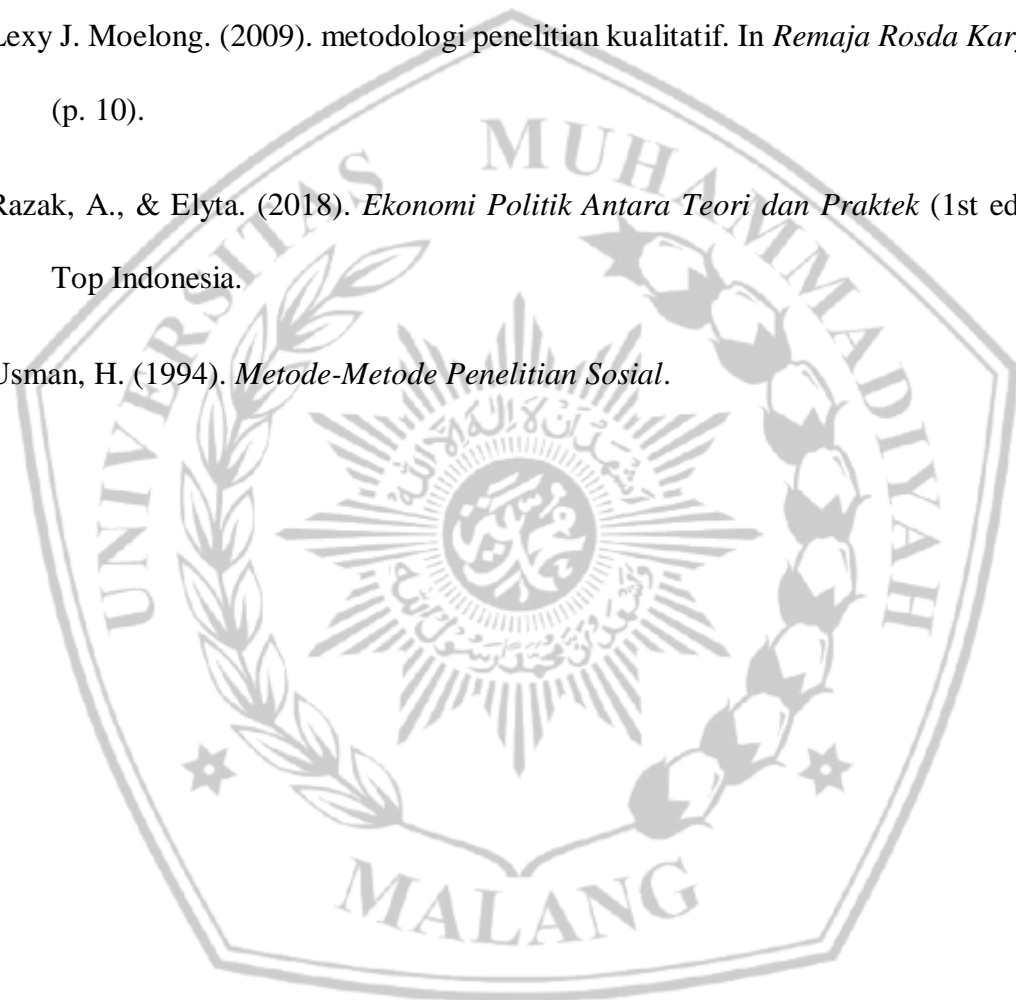 Lexy J. Moelong. (2009). metodologi penelitian kualitatif. In Remaja Rosda Kary
(p. 10).
Razak, A., & Elyta. (2018). Ekonomi Politik Antara Teori dan Praktek (1st ed
Top Indonesia.
Usman, H. (1994). Metode-Metode Penelitian Sosial.
UNIVERSITAS MUHAMMADIYAH
MALANG